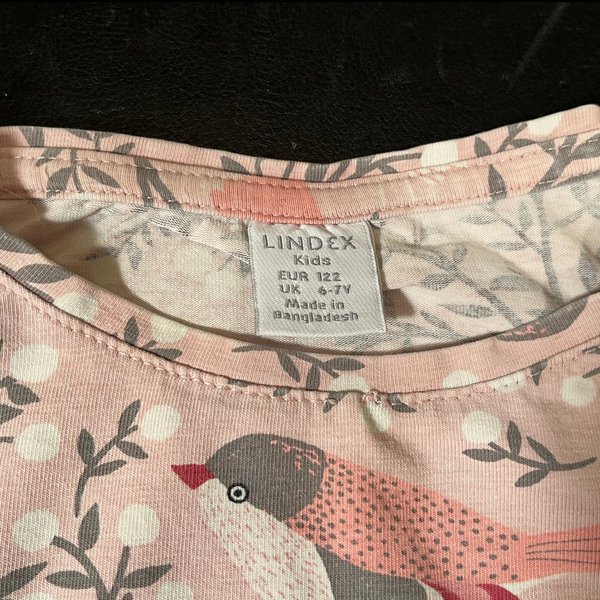 LINDEX
Kids
EUR 122
UK 6-7Y
Made in
Bangladesh